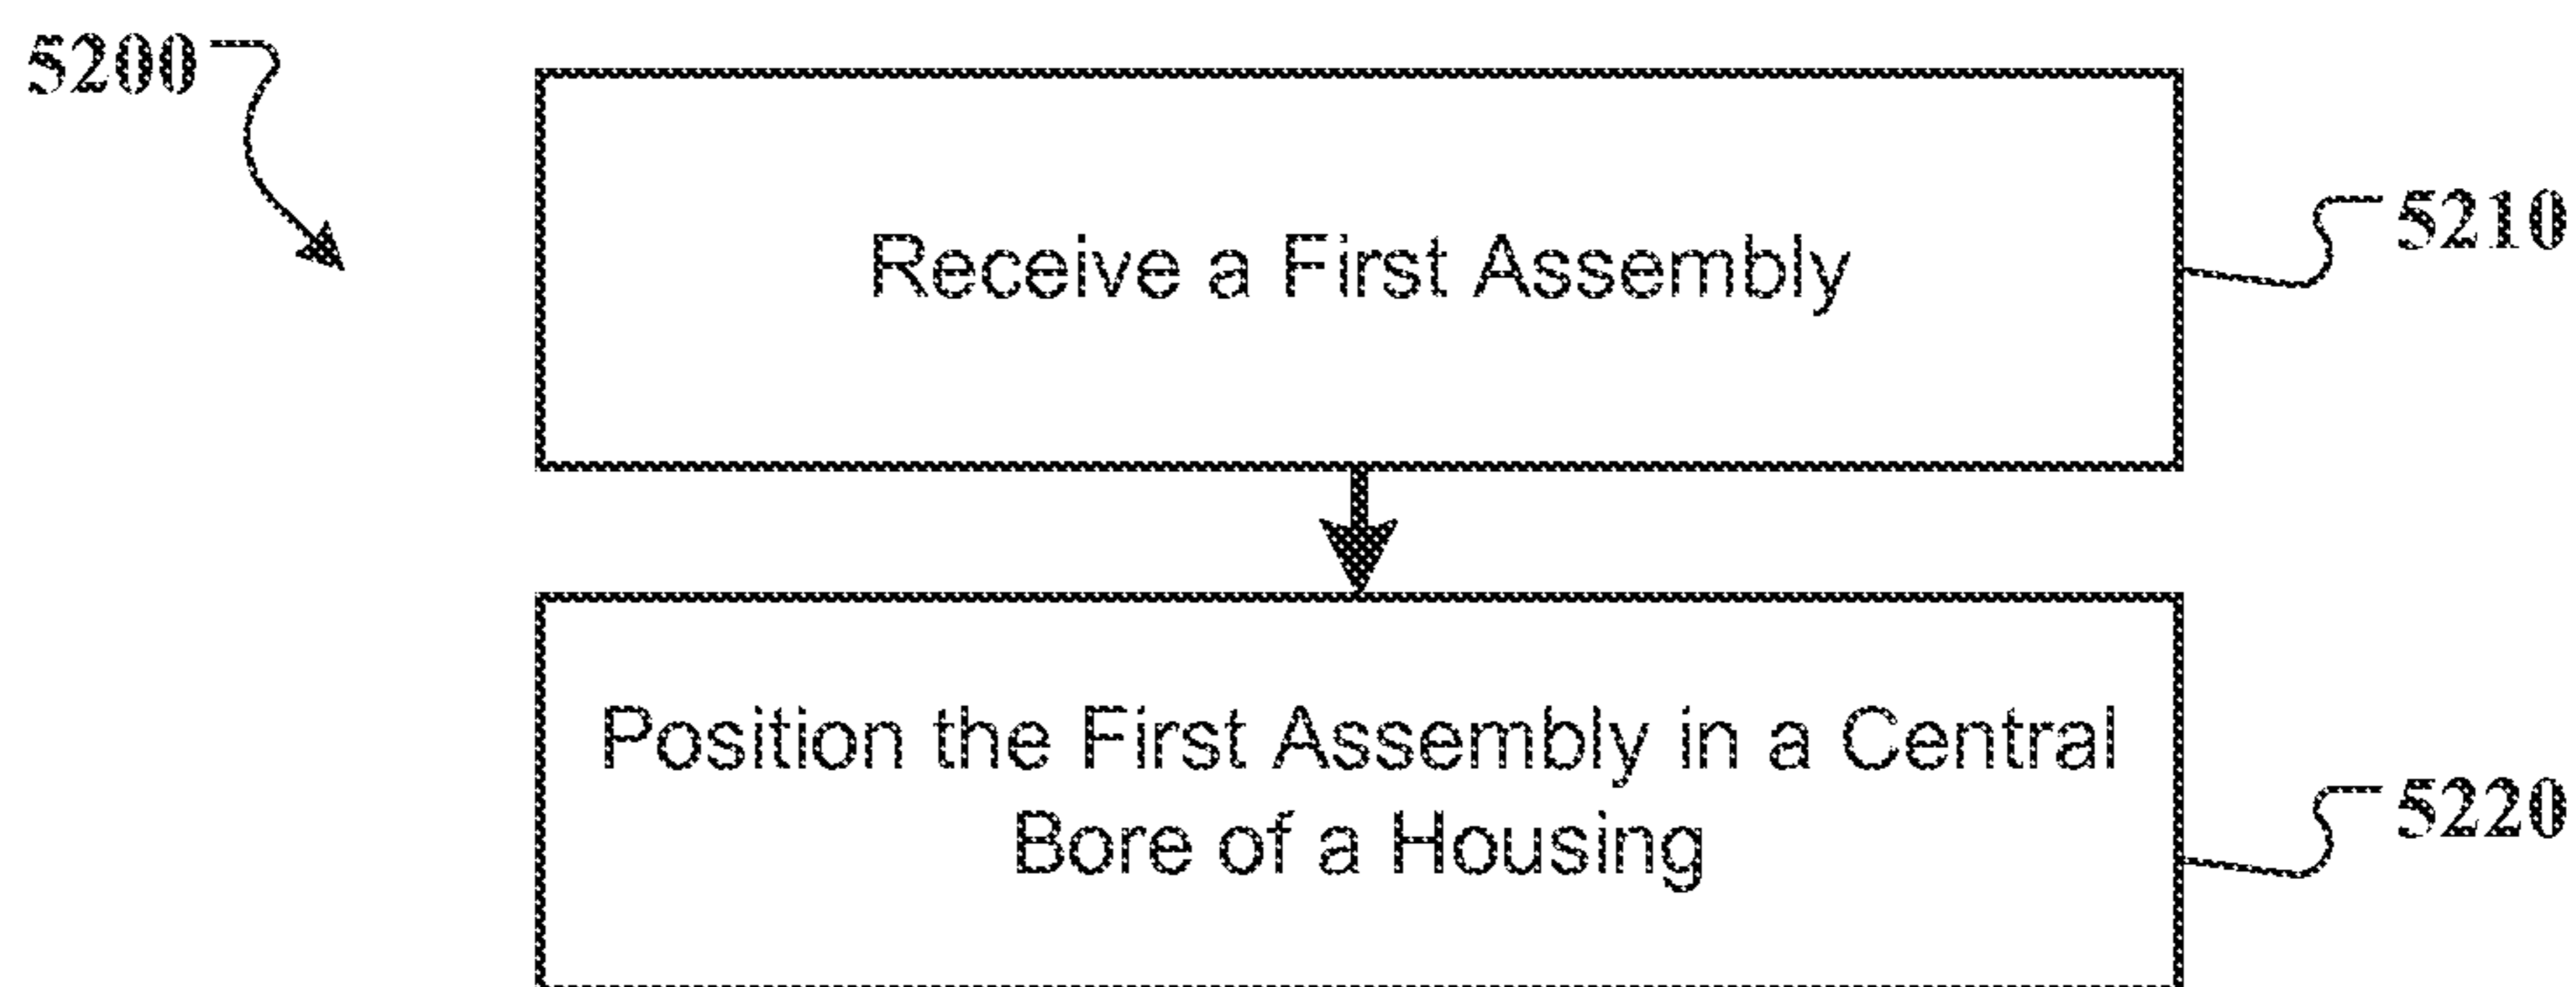 5200
Receive a First Assembly
5210
Position the First Assembly in a Central
Bore of a Housing
5220